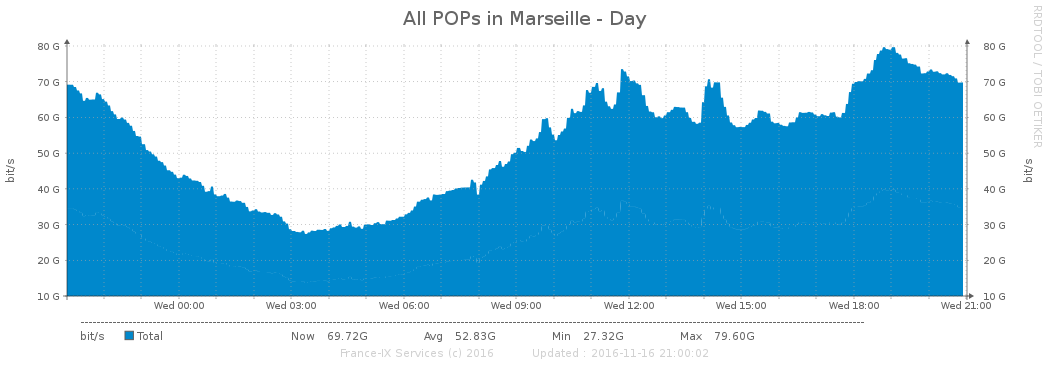 All POPs in Marseille - Day
RRDTOOL / TOBI OETIKER
80 G 80 G
70 G 70 G
60 G 60 G
50 G 50 G
40 G 40 G
30 G 30 G
20 G 20 G
10 G 10 G
bit/s
bit/s
Wed 00:00 Wed 03:00 Wed 06:00 Wed 09:00 Wed 12:00 Wed 15:00 Wed 18:00 Wed 21:00
bit/s Total Now 69.72G Avg 52.83G Min 27.32G Max 79.60G
France-IX Services (c) 2016 Updated : 2016-11-16 21:00:02